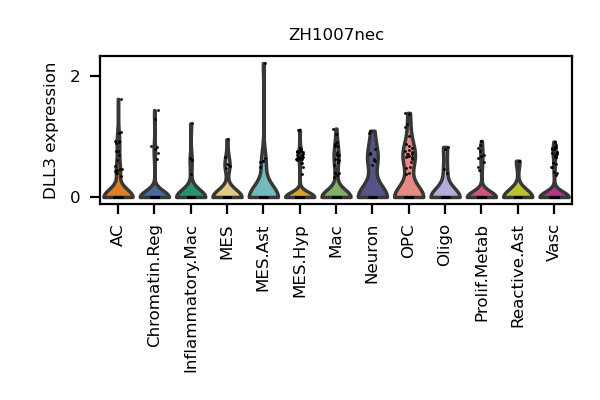 ZH1007nec
DLL3 expression
2
0
AC
Chromatin.Reg
Inflammatory.Mac
MES
MES.Ast
MES.Hyp
Mac
Neuron
OPC
Oligo
Prolif.Metab
Reactive.Ast
Vasc